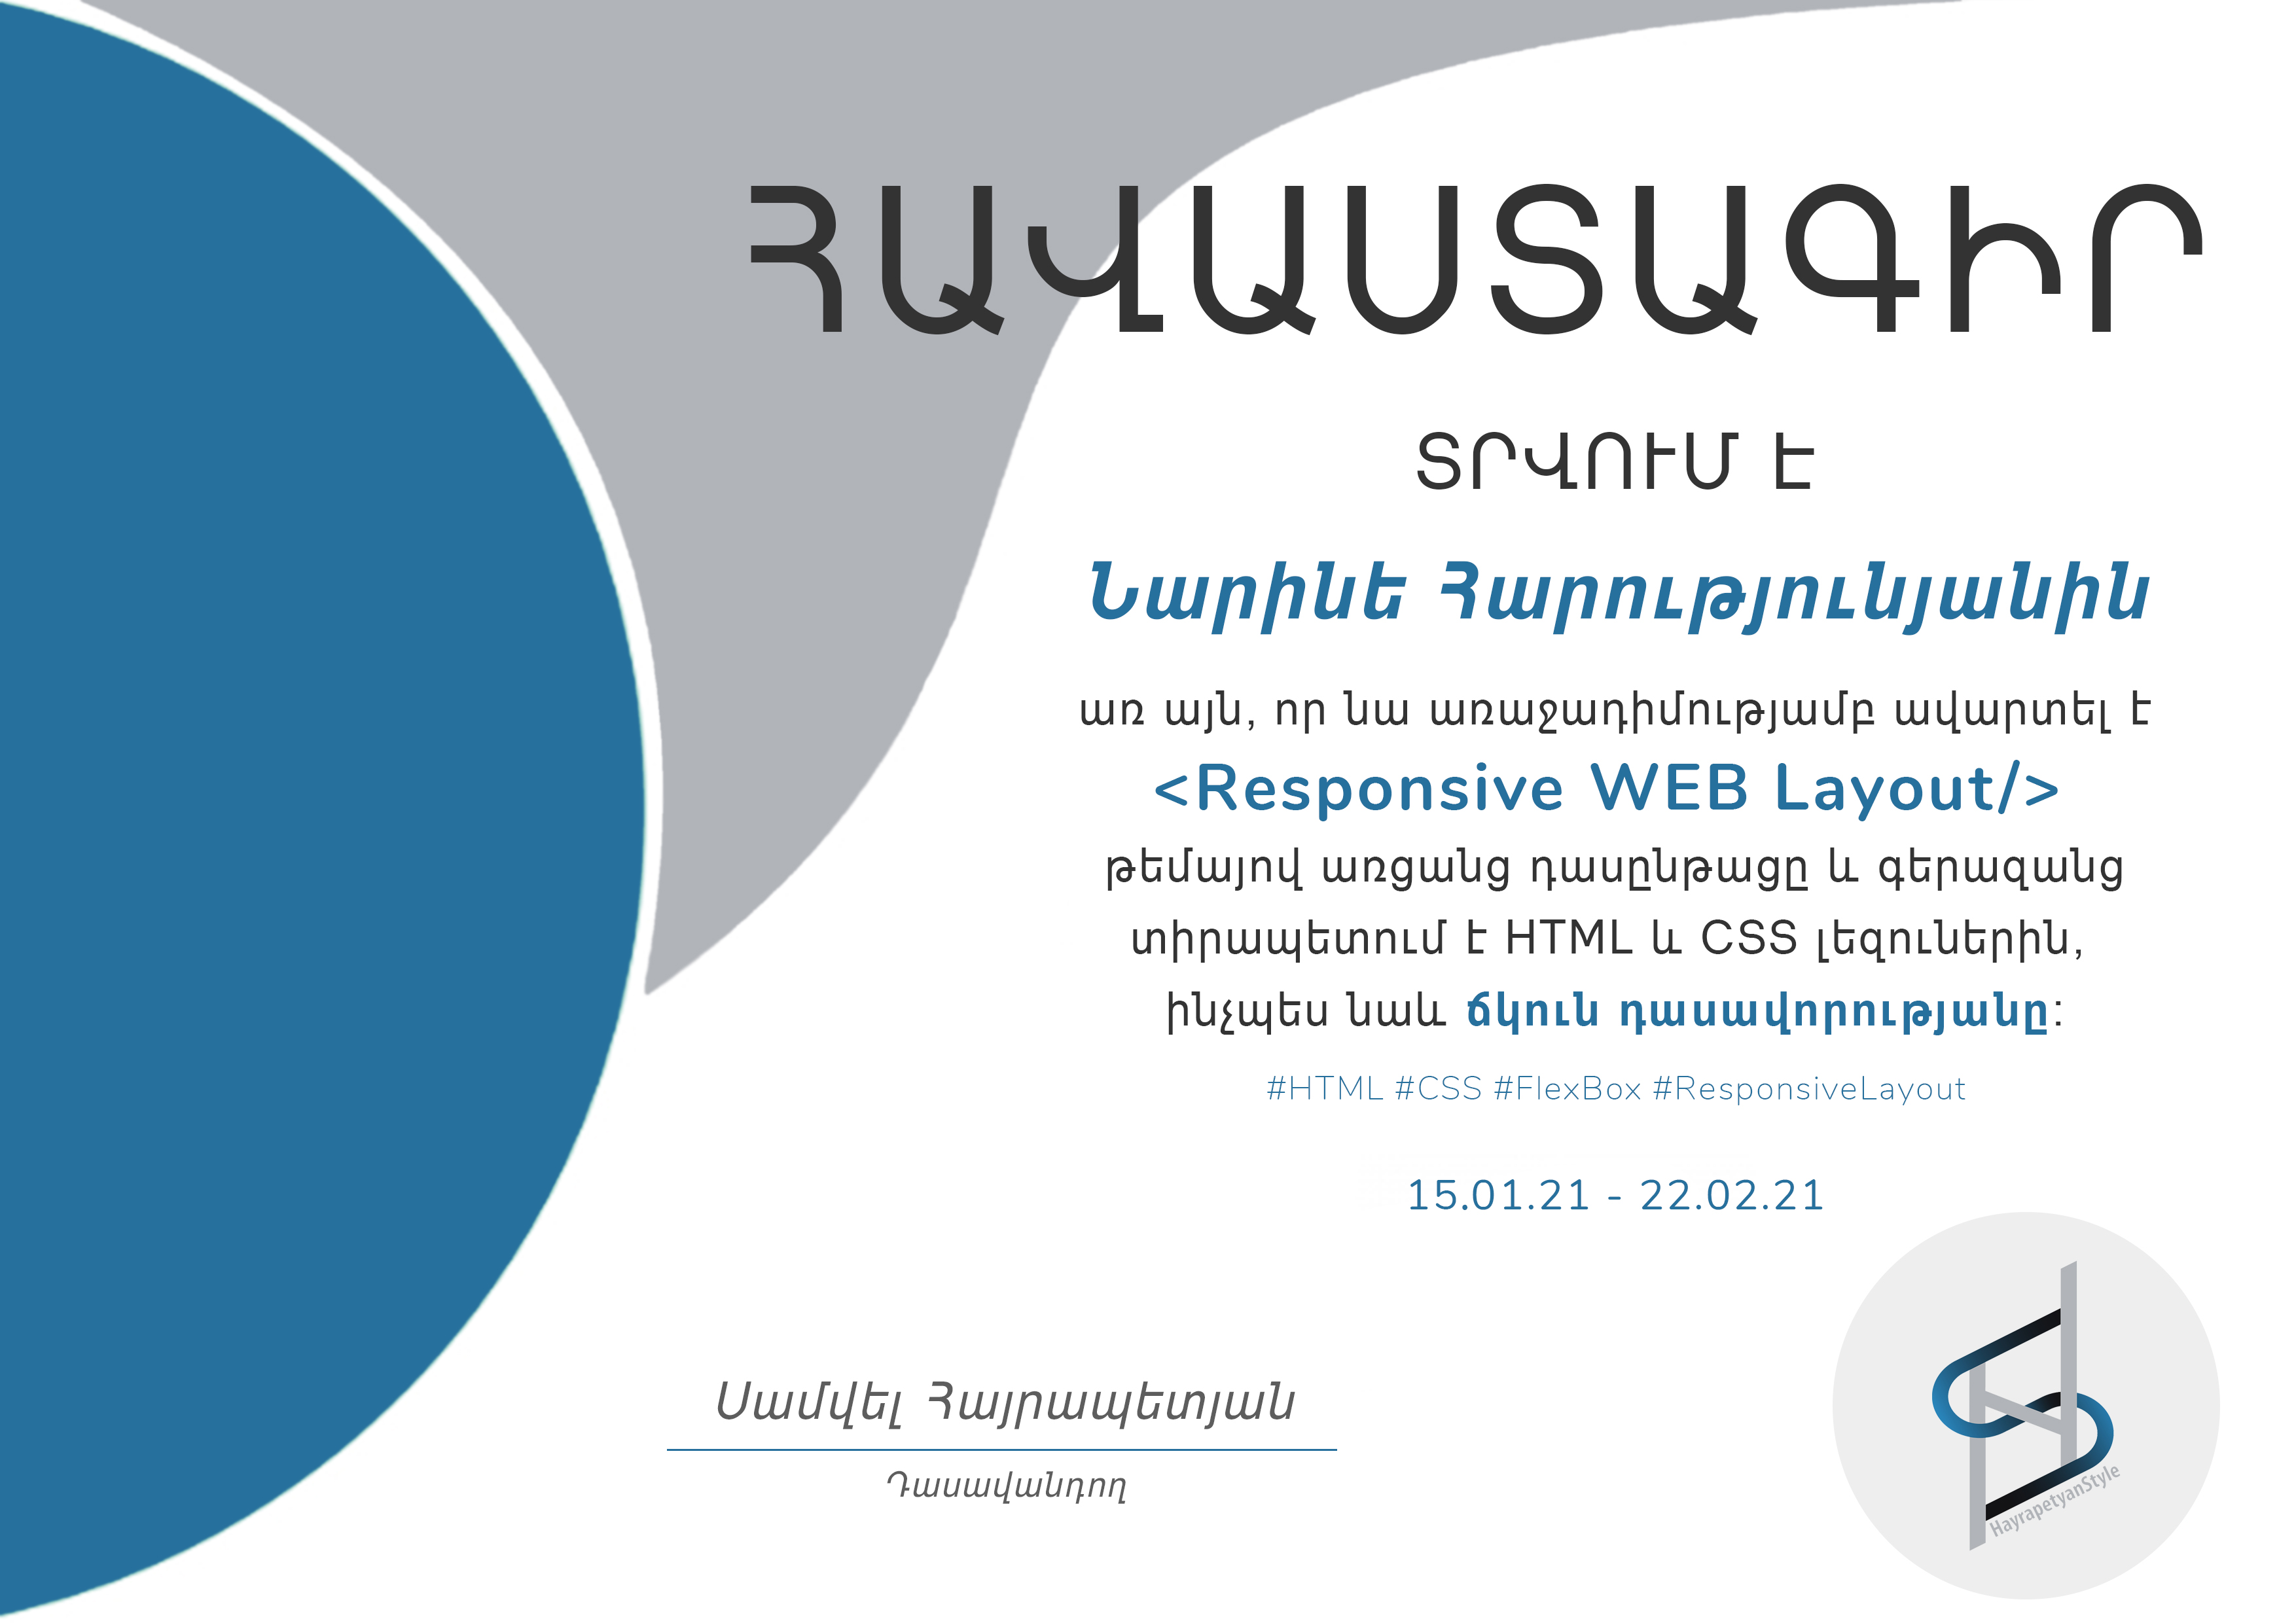 ՀԱՎԱՍՏԱԳԻՐ
ՏՐՎՈՒՄ Է
Նարինե Հարությունյանին
առ այն, որ նա առաջադիմությամբ ավարտել է
<Responsive WEB Layout/>
թեմայով առցանց դասընթացը և գերազանց
տիրապետում է HTML և CSS լեզուներին,
ինչպես նաև ճկուն դասավորությանը:
#HTML #CSS #FlexBox #ResponsiveLayout
15.01.21 - 22.02.21
Սամվել Հայրապետյան
Դասավանդող
HayrapetyanStyle